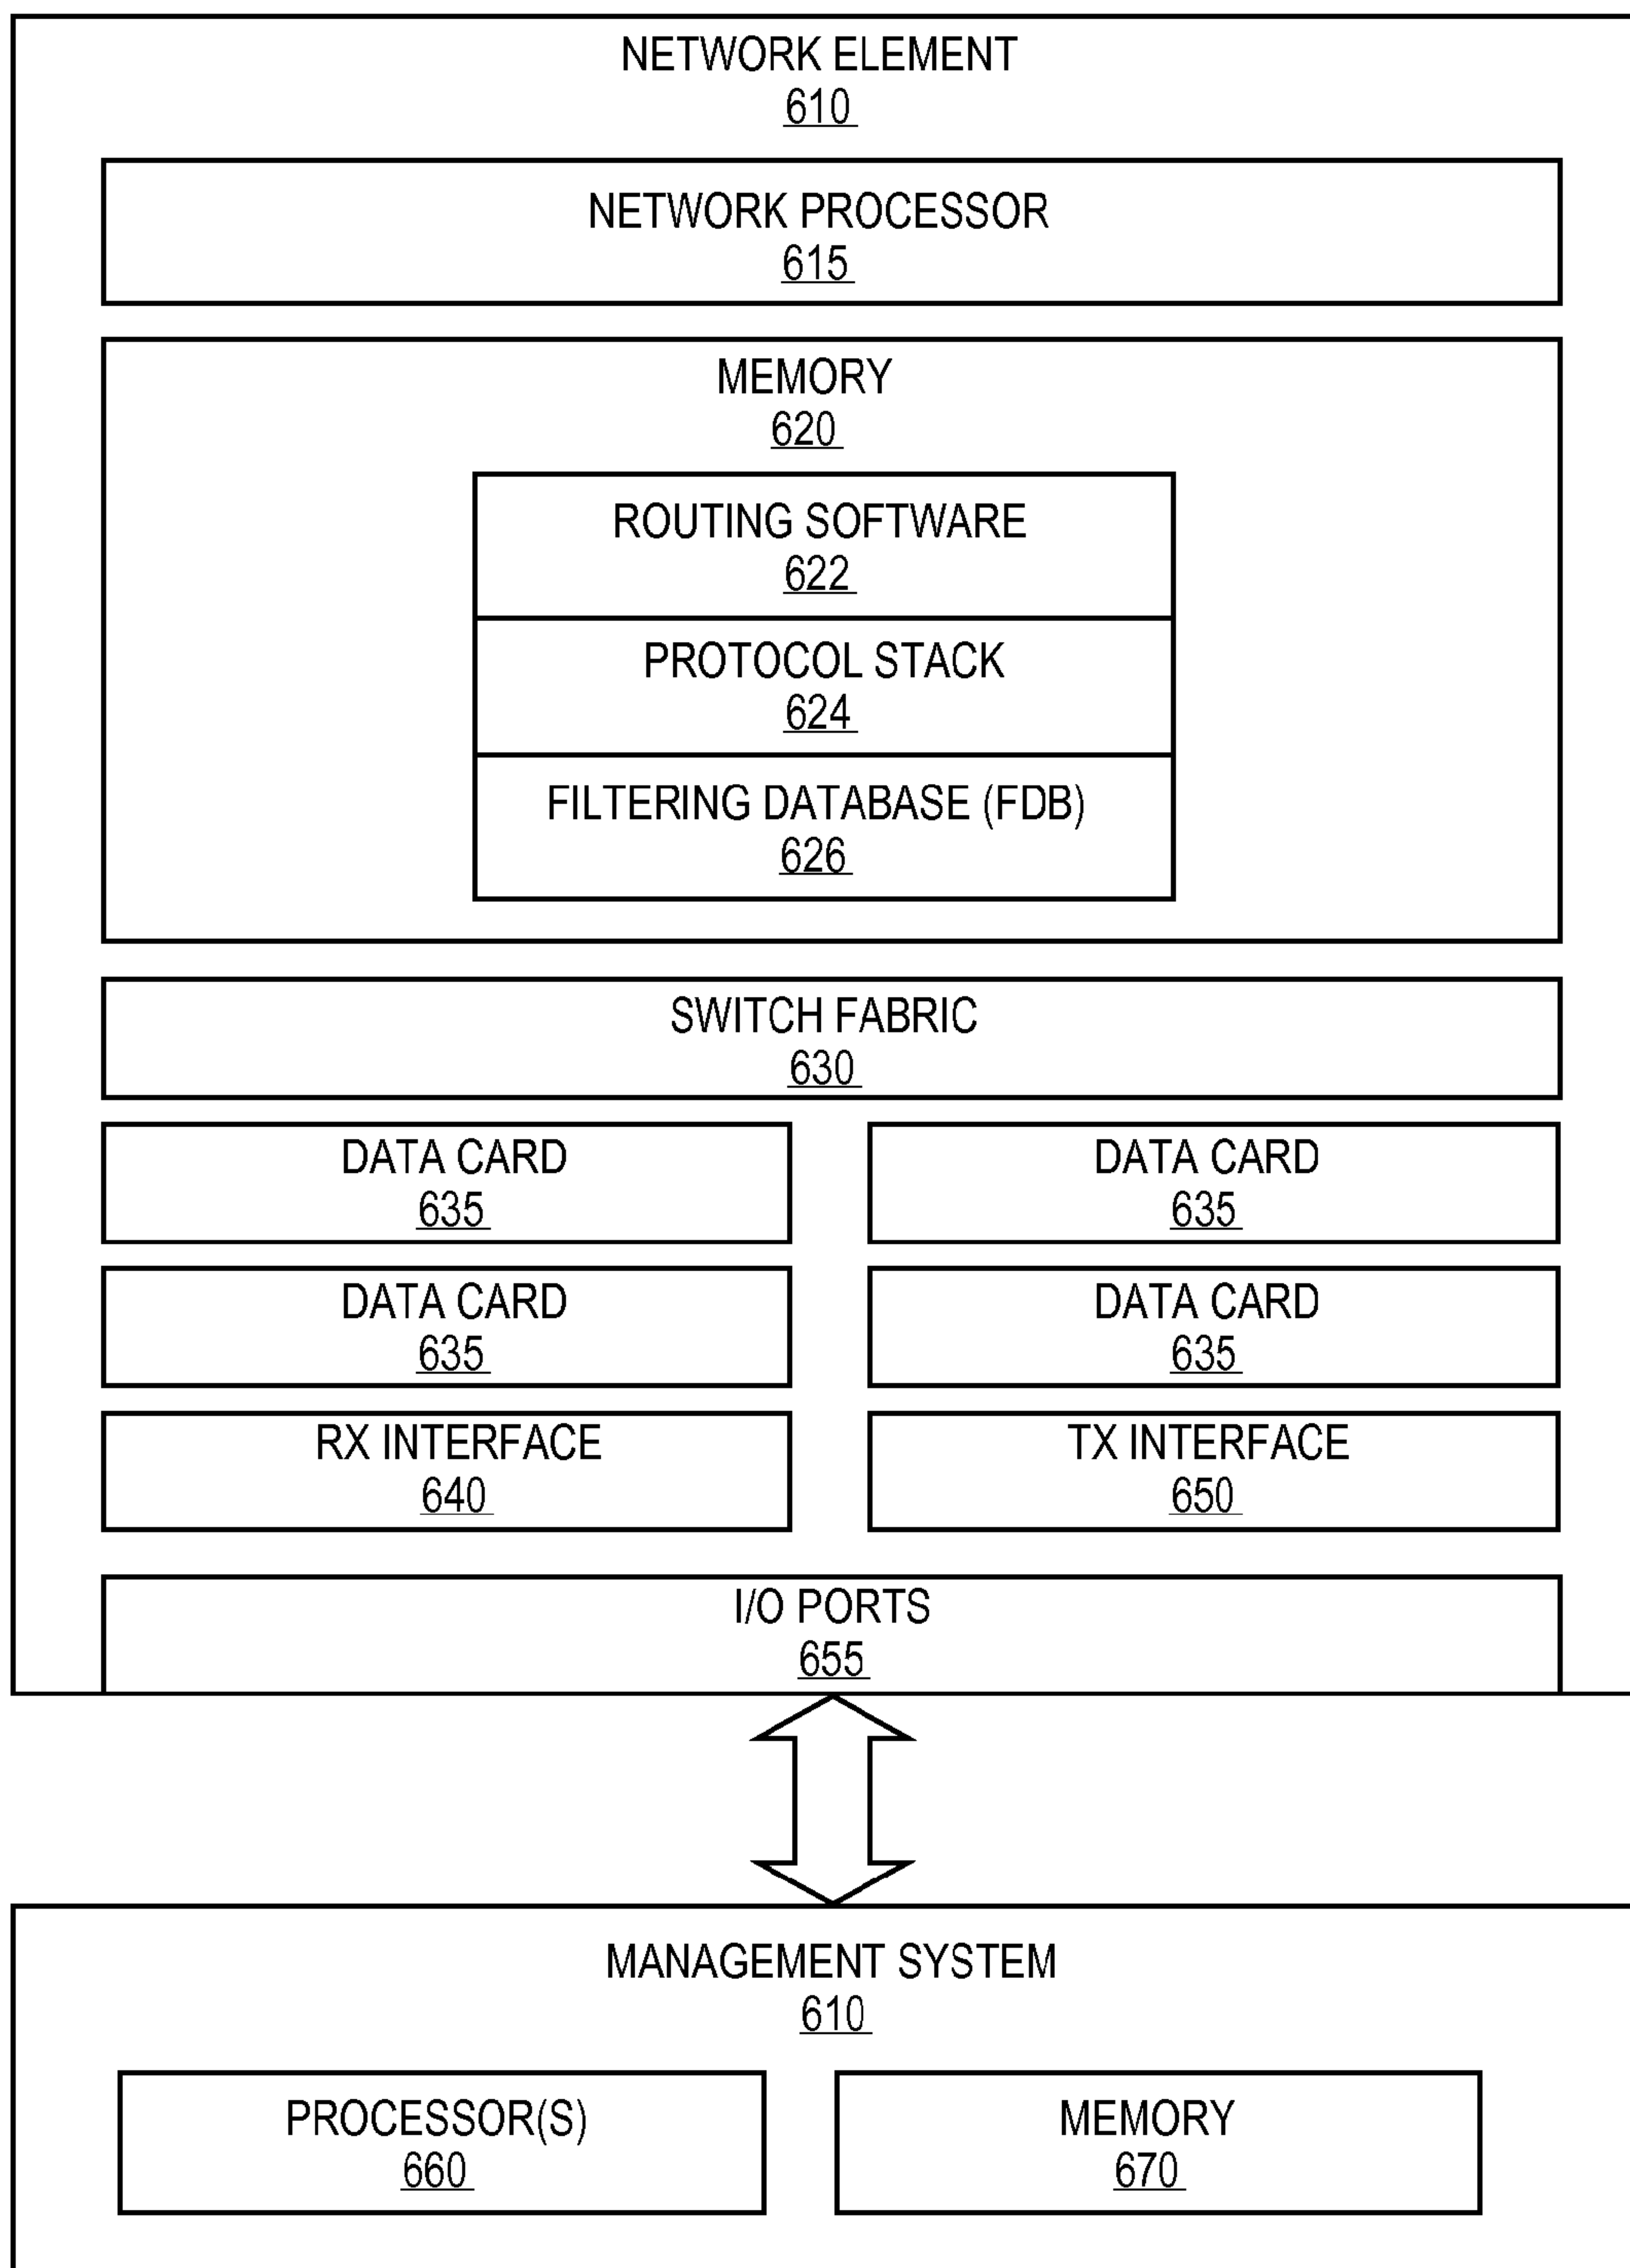 NETWORK ELEMENT
610
NETWORK PROCESSOR
615
MEMORY
620
ROUTING SOFTWARE
622
PROTOCOL STACK
624
FILTERING DATABASE (FDB)
626
SWITCH FABRIC
630
DATA CARD
635
DATA CARD
635
DATA CARD
635
DATA CARD
635
RX INTERFACE
640
TX INTERFACE
650
I/O PORTS
655
MANAGEMENT SYSTEM
610
PROCESSOR(S)
660
MEMORY
670